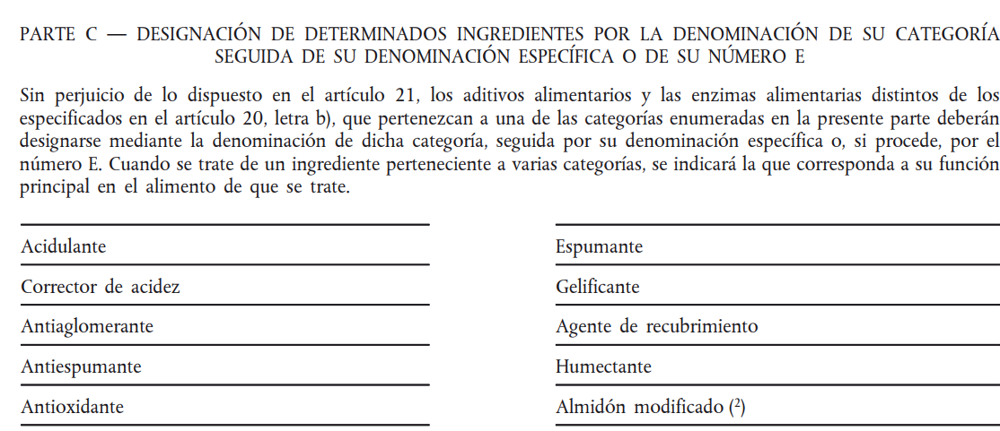 PARTE C — DESIGNACIÓN DE DETERMINADOS INGREDIENTES POR LA DENOMINACIÓN DE SU CATEGORÍA
SEGUIDA DE SU DENOMINACIÓN ESPECÍFICA O DE SU NÚMERO E
Sin perjuicio de lo dispuesto en el artículo 21, los aditivos alimentarios y las enzimas alimentarias distintos de los
especificados en el artículo 20, letra b), que pertenezcan a una de las categorías enumeradas en la presente parte deberán
designarse mediante la denominación de dicha categoría, seguida por su denominación específica o, si procede, por el
número E. Cuando se trate de un ingrediente perteneciente a varias categorías, se indicará la que corresponda a su función
principal en el alimento de que se trate.
Acidulante
Corrector de acidez
Antiaglomerante
Antiespumante
Antioxidante
Espumante
Gelificante
Agente de recubrimiento
Humectante
Almidón modificado (²)